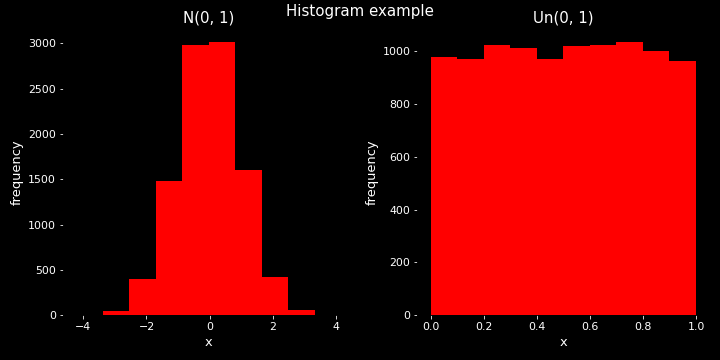 Histogram example
N(0, 1)
3000
2500
2000
1500
1000
500
0
frequency
−4 −2 0 2 4
x
Un(0, 1)
1000
800
600
400
200
0
frequency
0.0 0.2 0.4 0.6 0.8 1.0
x